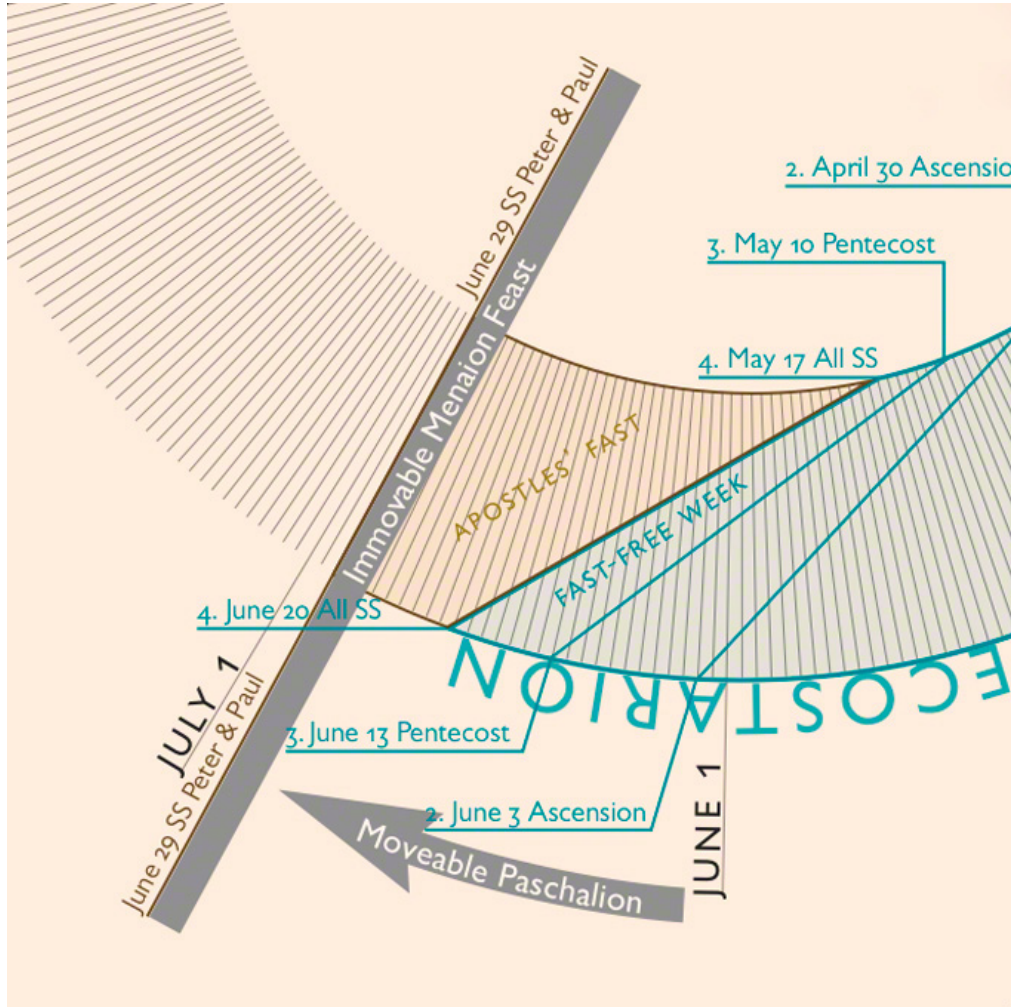 June 29 SS Peter & Paul
2. April 30 Ascensio
3. May 10 Pentecost
4. May 17 All SS
Immovable Menaion Feast
APOSTLES' FAST
FAST-FREE WEEK
4. June 20 All SS
ECOSTARION
JULY 1
June 29 SS Peter & Paul
3. June 13 Pentecost
2. June 3 Ascension
JUNE 1
Moveable Paschalion